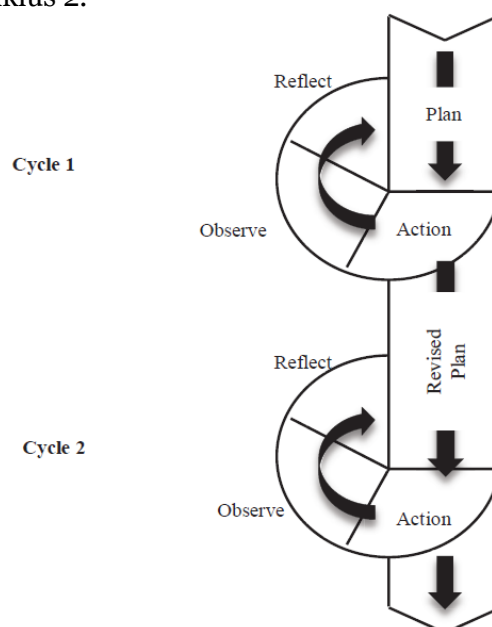 Reflect
Plan
Cycle 1
Observe
Action
Revised
Plan
Reflect
Cycle 2
Observe
Action